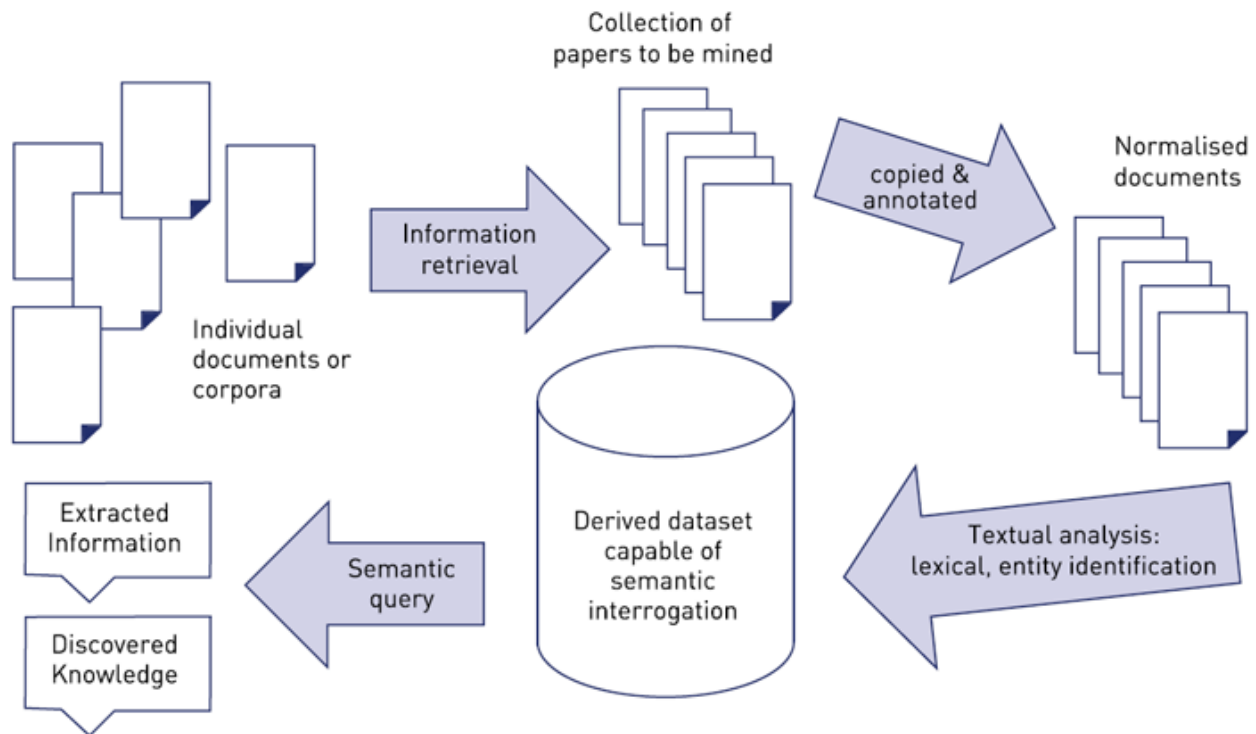 Collection of
papers to be mined
Normalised
documents
copied &
annotated
Information
retrieval
Individual
documents or
corpora
Textual analysis:
lexical, entity identification
Derived dataset
capable of
semantic
interrogation
Semantic
query
Extracted
Information
Discovered
Knowledge